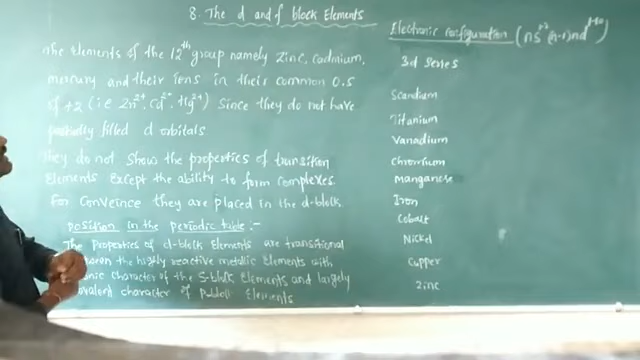 8. The d and f block Elements
The Elements of the 12th group namely Zinc, Cadmium,
mercury and their ions in their common O.S
of +2 (i.e Zn²⁺, Cd²⁺, Hg²⁺) Since they do not have
partially filled d orbitals
They do not show the properties of transition
Elements Except the ability to form complexes.
For Conveince they are placed in the d-block.
position in the periodic table :-
The Properties of d-block Elements are transitional
the highly reactive metallic Elements with
character of the S-block Elements and largely
character of P-block Elements
Electronic configuration (ns¹⁻² (n-1)nd¹⁻¹⁰)
3d series
Scandium
Titanium
Vanadium
chromium
manganese
Iron
Cobalt
Nickel
Copper
Zinc